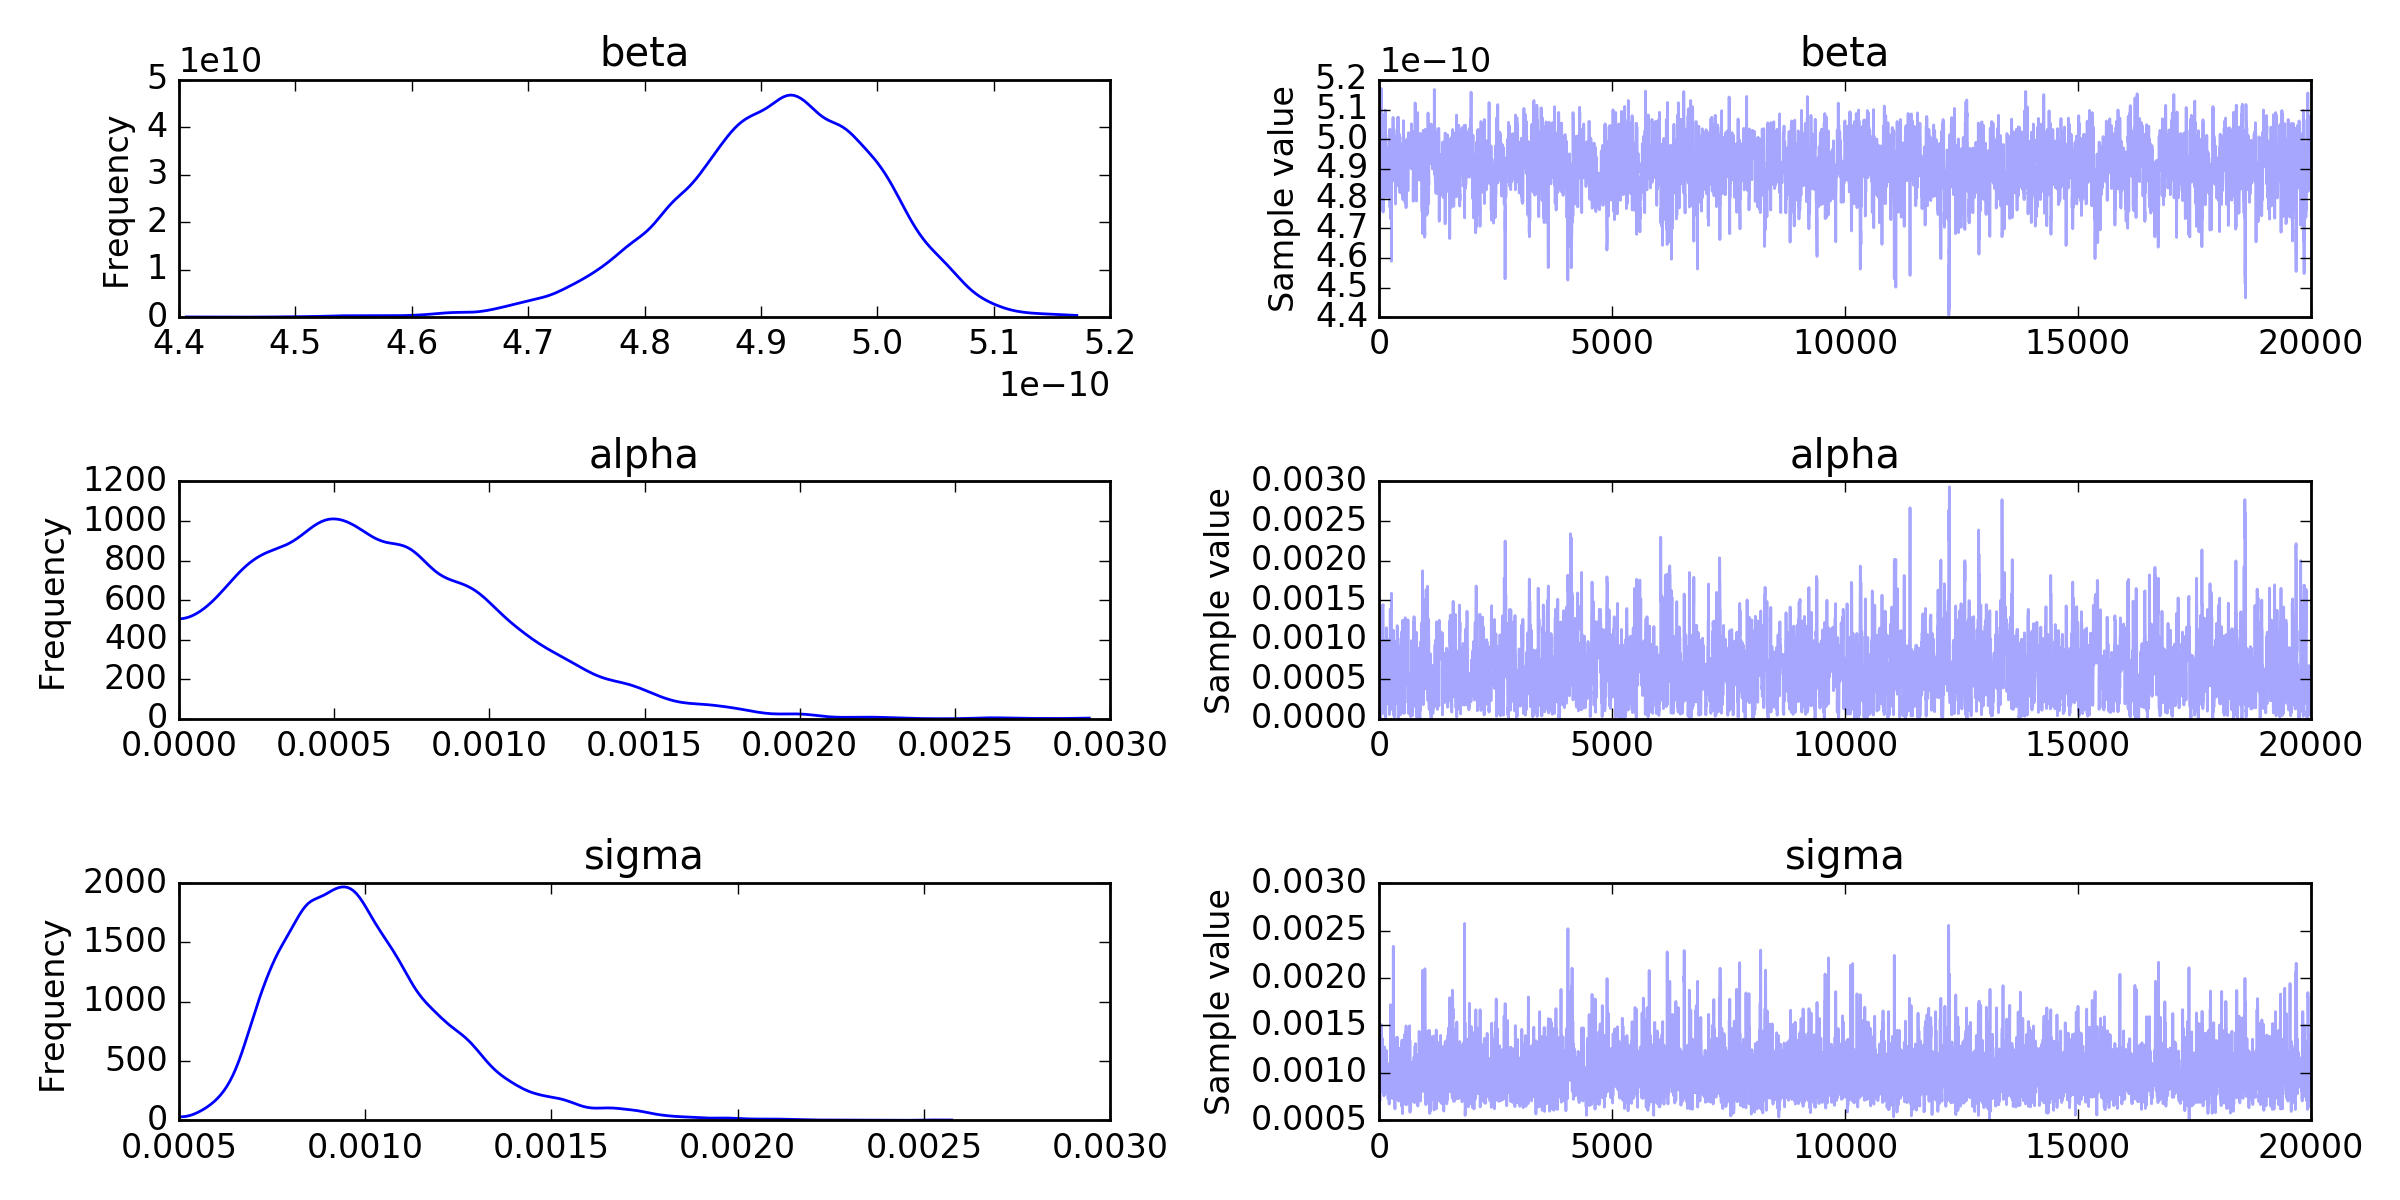 beta
1e10
5
4
3
2
1
0
Frequency
4.4 4.5 4.6 4.7 4.8 4.9 5.0 5.1 5.2
1e−10
beta
1e−10
5.2
5.1
5.0
4.9
4.8
4.7
4.6
4.5
4.4
Sample value
0 5000 10000 15000 20000
alpha
1200
1000
800
600
400
200
0
Frequency
0.0000 0.0005 0.0010 0.0015 0.0020 0.0025 0.0030
alpha
0.0030
0.0025
0.0020
0.0015
0.0010
0.0005
0.0000
Sample value
0 5000 10000 15000 20000
sigma
2000
1500
1000
500
0
Frequency
0.0005 0.0010 0.0015 0.0020 0.0025 0.0030
sigma
0.0030
0.0025
0.0020
0.0015
0.0010
0.0005
Sample value
0 5000 10000 15000 20000